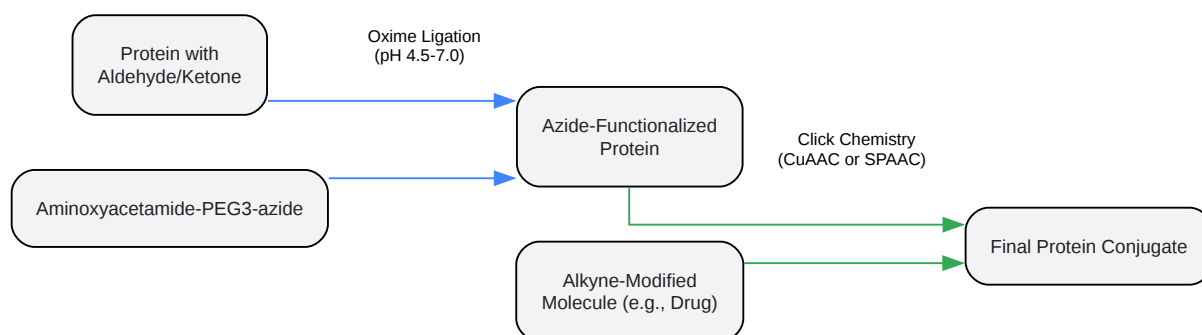 Protein with
Aldehyde/Ketone
Oxime Ligation
(pH 4.5-7.0)
Aminoxyacetamide-PEG3-azide
Azide-Functionalized
Protein
Click Chemistry
(CuAAC or SPAAC)
Alkyne-Modified
Molecule (e.g., Drug)
Final Protein Conjugate